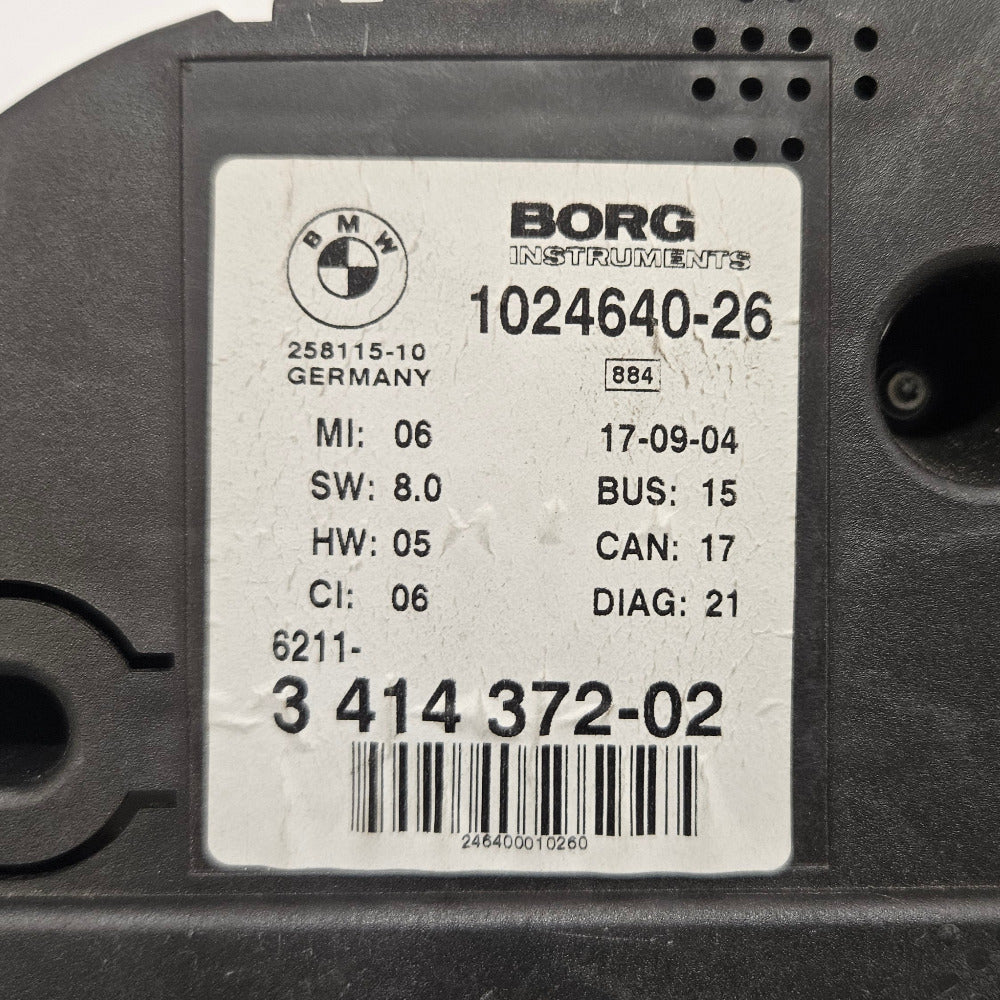 BMW
BORG
INSTRUMENTS
1024640-26
258115-10
GERMANY
884
MI: 06
17-09-04
SW: 8.0
BUS: 15
HW: 05
CAN: 17
CI: 06
DIAG: 21
6211-
3 414 372-02
246400010260